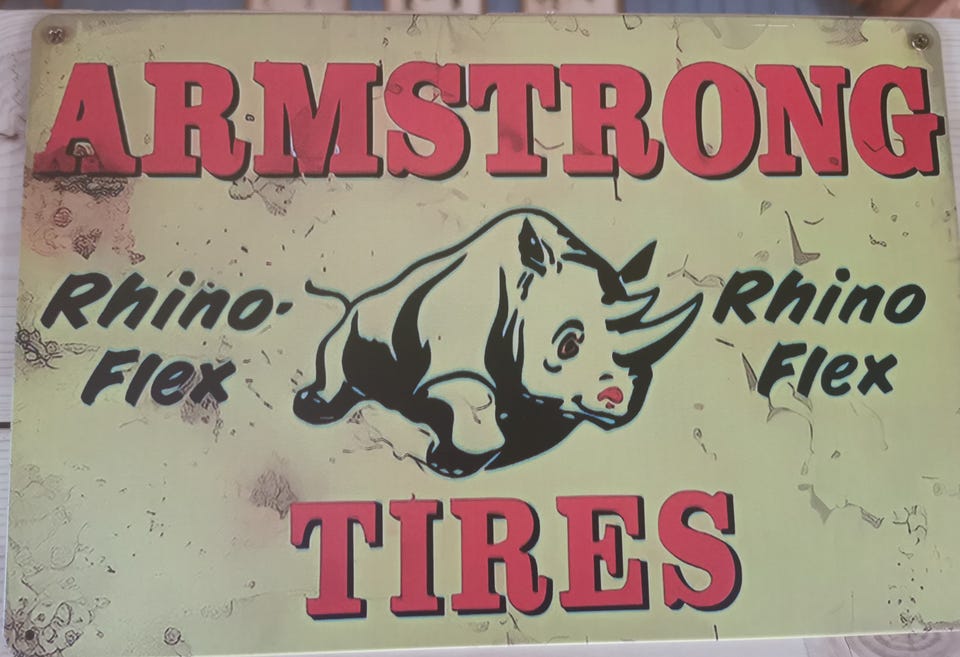 ARMSTRONG
Rhino-
Flex
Rhino
Flex
TIRES